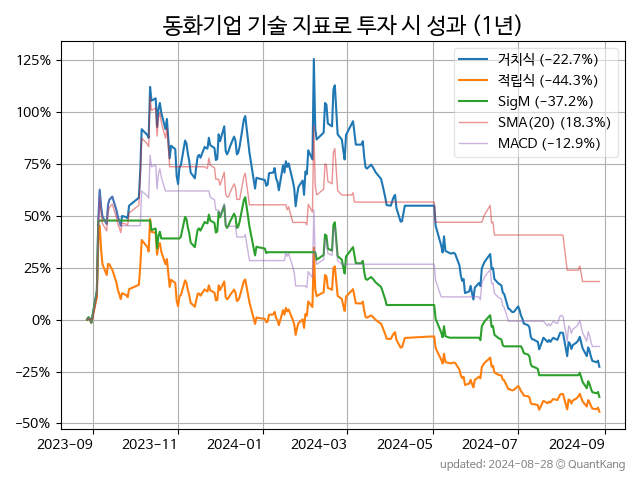 동화기업 기술 지표로 투자 시 성과 (1년)
125%
100%
75%
50%
25%
0%
−25%
−50%
거치식 (−22.7%)
적립식 (−44.3%)
SigM (−37.2%)
SMA(20) (18.3%)
MACD (−12.9%)
2023−09 2023−11 2024−01 2024−03 2024−05 2024−07 2024−09
updated: 2024−08−28 © QuantKang